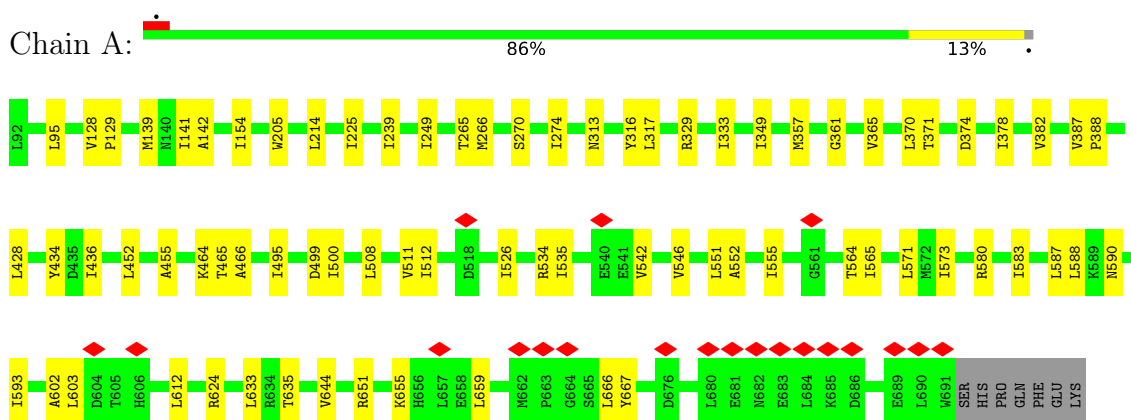 Chain A:
86%
13%
L92 L95 V128 P129 M139 N140 I141 A142 I154 W205 L214 I225 I239 I249 T265 M266 S270 I274 N313 Y316 L317 R329 I333 I349 M357 G361 V365 L370 T371 D374 I378 V382 V387 P388
L428 Y434 D435 I436 L452 A455 K464 T465 A466 I495 D499 I500 L508 V511 I512 D518 I526 R534 I535 E540 E541 V542 V546 L551 A552 I555 G561 T564 I565 L571 M572 I573 R580 I583 L587 L588 K589 N590
I593 A602 L603 D604 T605 H606 L612 R624 L633 R634 T635 V644 R651 K655 H656 L657 E658 L659 M662 P663 G664 S665 L666 Y667 D676 L680 E681 N682 E683 L684 K685 D686 E689 L690 W691 SER HIS PRO GLN PHE GLU LYS